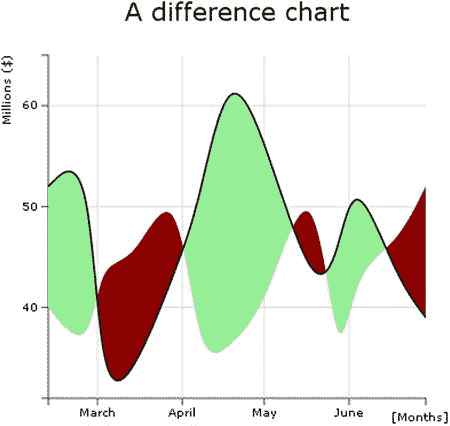 A difference chart
Millions ($)
60
50
40
March April May June
[Months]